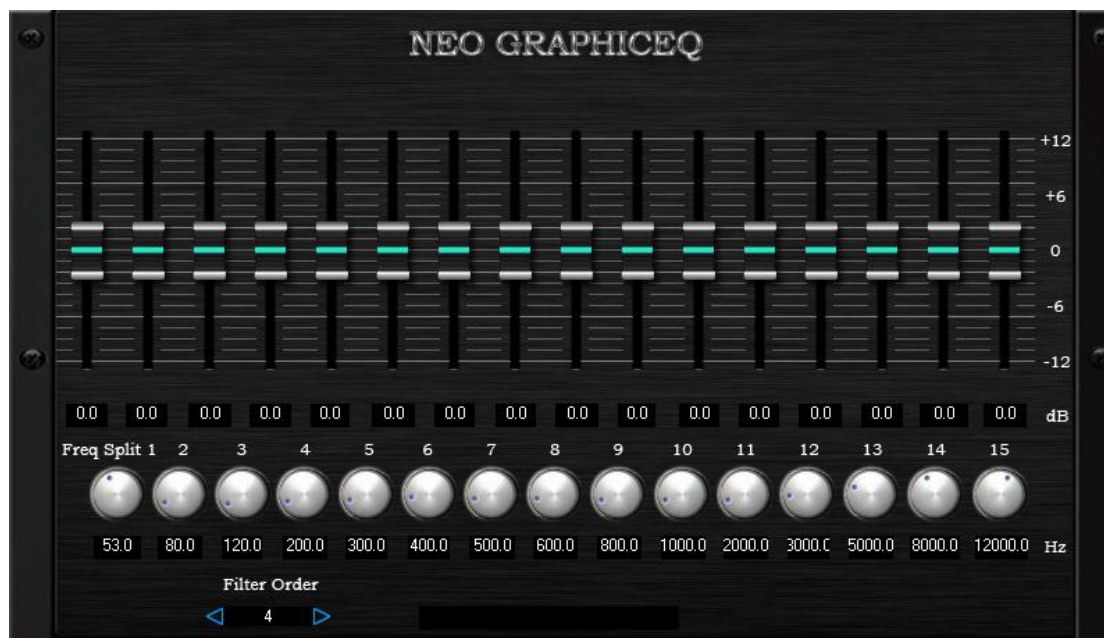 NEO GRAPHICEQ
+12
+6
0
-6
-12
0.0 0.0 0.0 0.0 0.0 0.0 0.0 0.0 0.0 0.0 0.0 0.0 0.0 0.0 0.0 0.0 dB
Freq Split 1 2 3 4 5 6 7 8 9 10 11 12 13 14 15
53.0 80.0 120.0 200.0 300.0 400.0 500.0 600.0 800.0 1000.0 2000.0 3000.0 5000.0 8000.0 12000.0 Hz
Filter Order
4